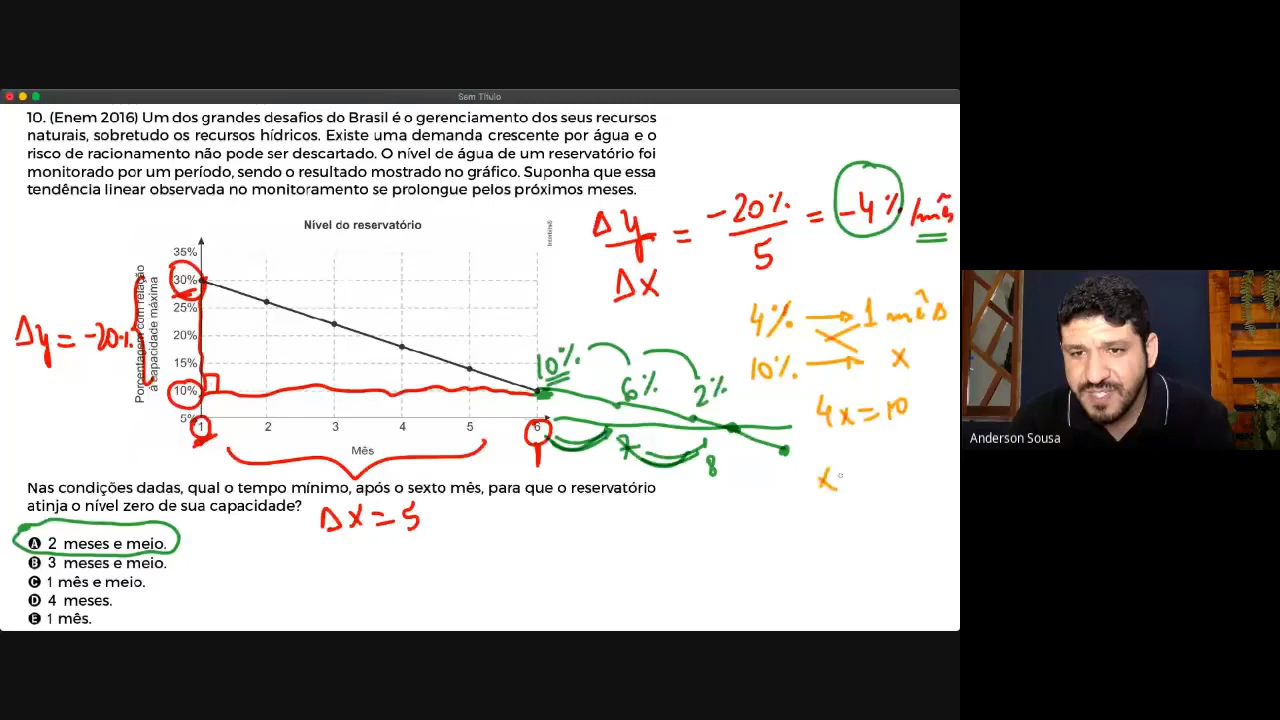 Sem Título
10. (Enem 2016) Um dos grandes desafios do Brasil é o gerenciamento dos seus recursos
naturais, sobretudo os recursos hídricos. Existe uma demanda crescente por água e o
risco de racionamento não pode ser descartado. O nível de água de um reservatório foi
monitorado por um período, sendo o resultado mostrado no gráfico. Suponha que essa
tendência linear observada no monitoramento se prolongue pelos próximos meses.
Nível do reservatório
Porcentagem com relação
à capacidade máxima
35%
30%
25%
20%
15%
10%
5%
1 2 3 4 5 6
Mês
Δy = -20%
Δx = 5
10%
6%
2%
7
8
Δy/Δx = -20%/5 = -4% /mês
4% → 1 mês
10% → x
4x = 10
x
Nas condições dadas, qual o tempo mínimo, após o sexto mês, para que o reservatório
atinja o nível zero de sua capacidade?
A 2 meses e meio.
B 3 meses e meio.
C 1 mês e meio.
D 4 meses.
E 1 mês.
Anderson Sousa